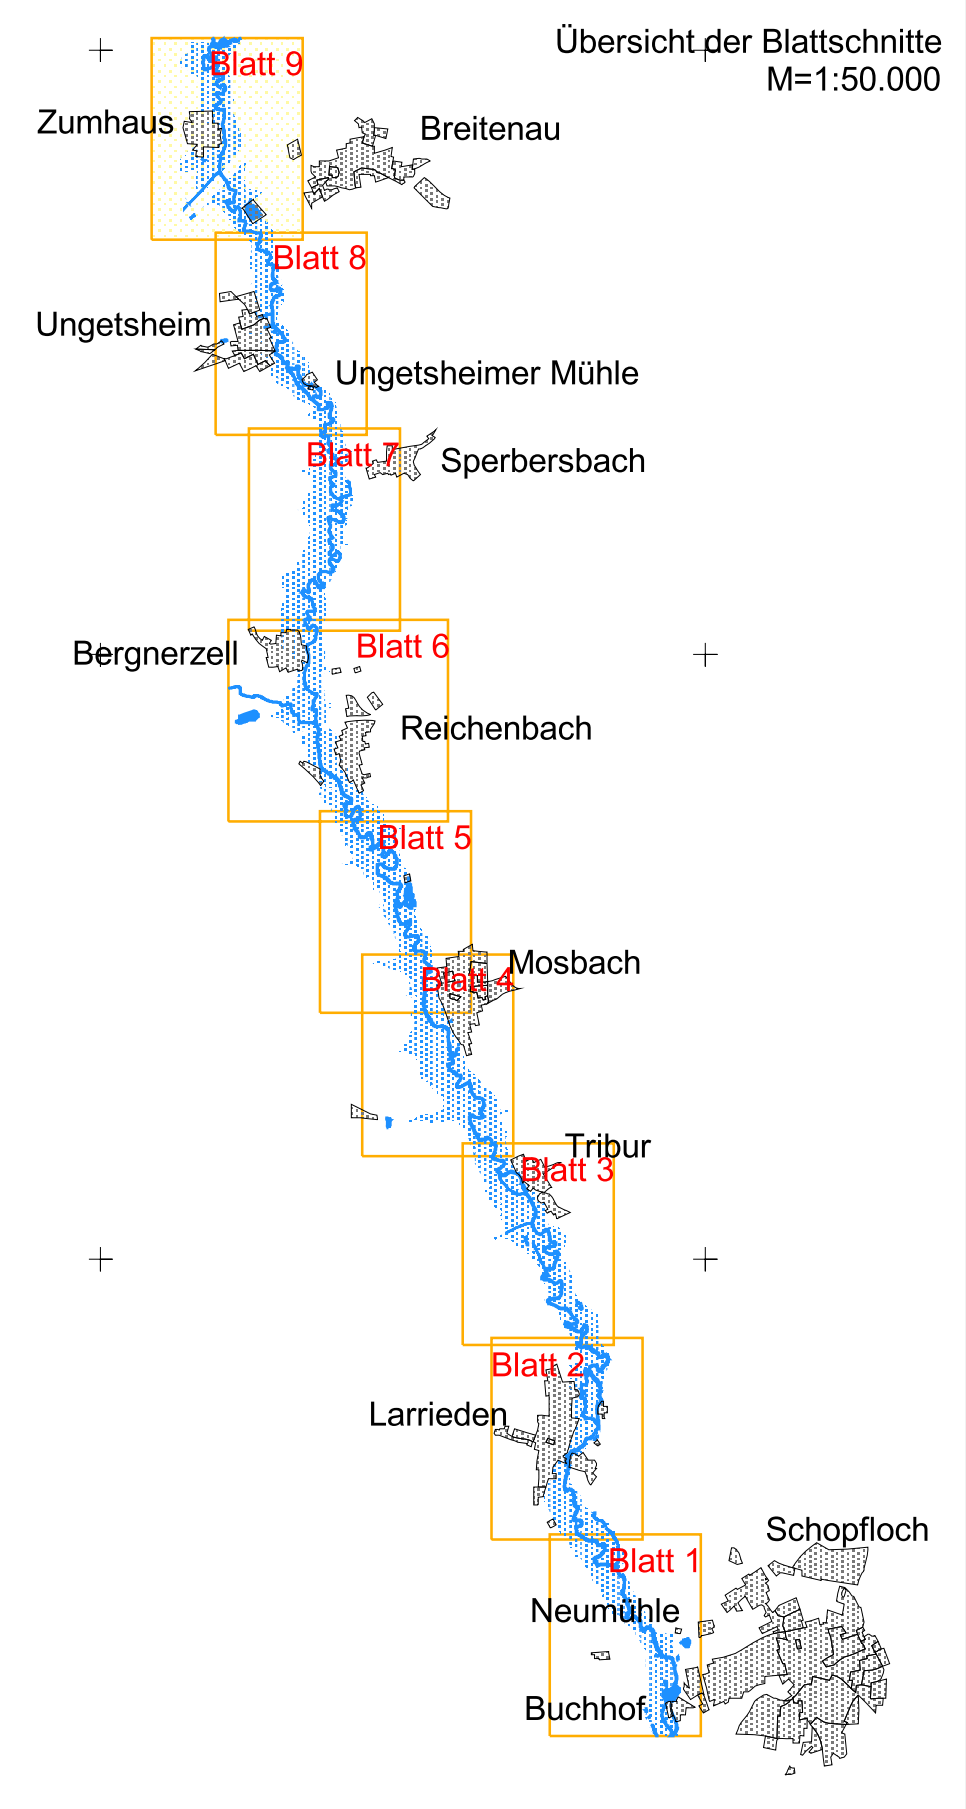 Übersicht der Blattschnitte
M=1:50.000
Blatt 9
Zumhaus
Breitenau
Blatt 8
Ungetsheim
Ungetsheimer Mühle
Blatt 7
Sperbersbach
Blatt 6
Bergnerzell
Reichenbach
Blatt 5
Mosbach
Blatt 4
Tribur
Blatt 3
Blatt 2
Larrieden
Schopfloch
Blatt 1
Neumühle
Buchhof